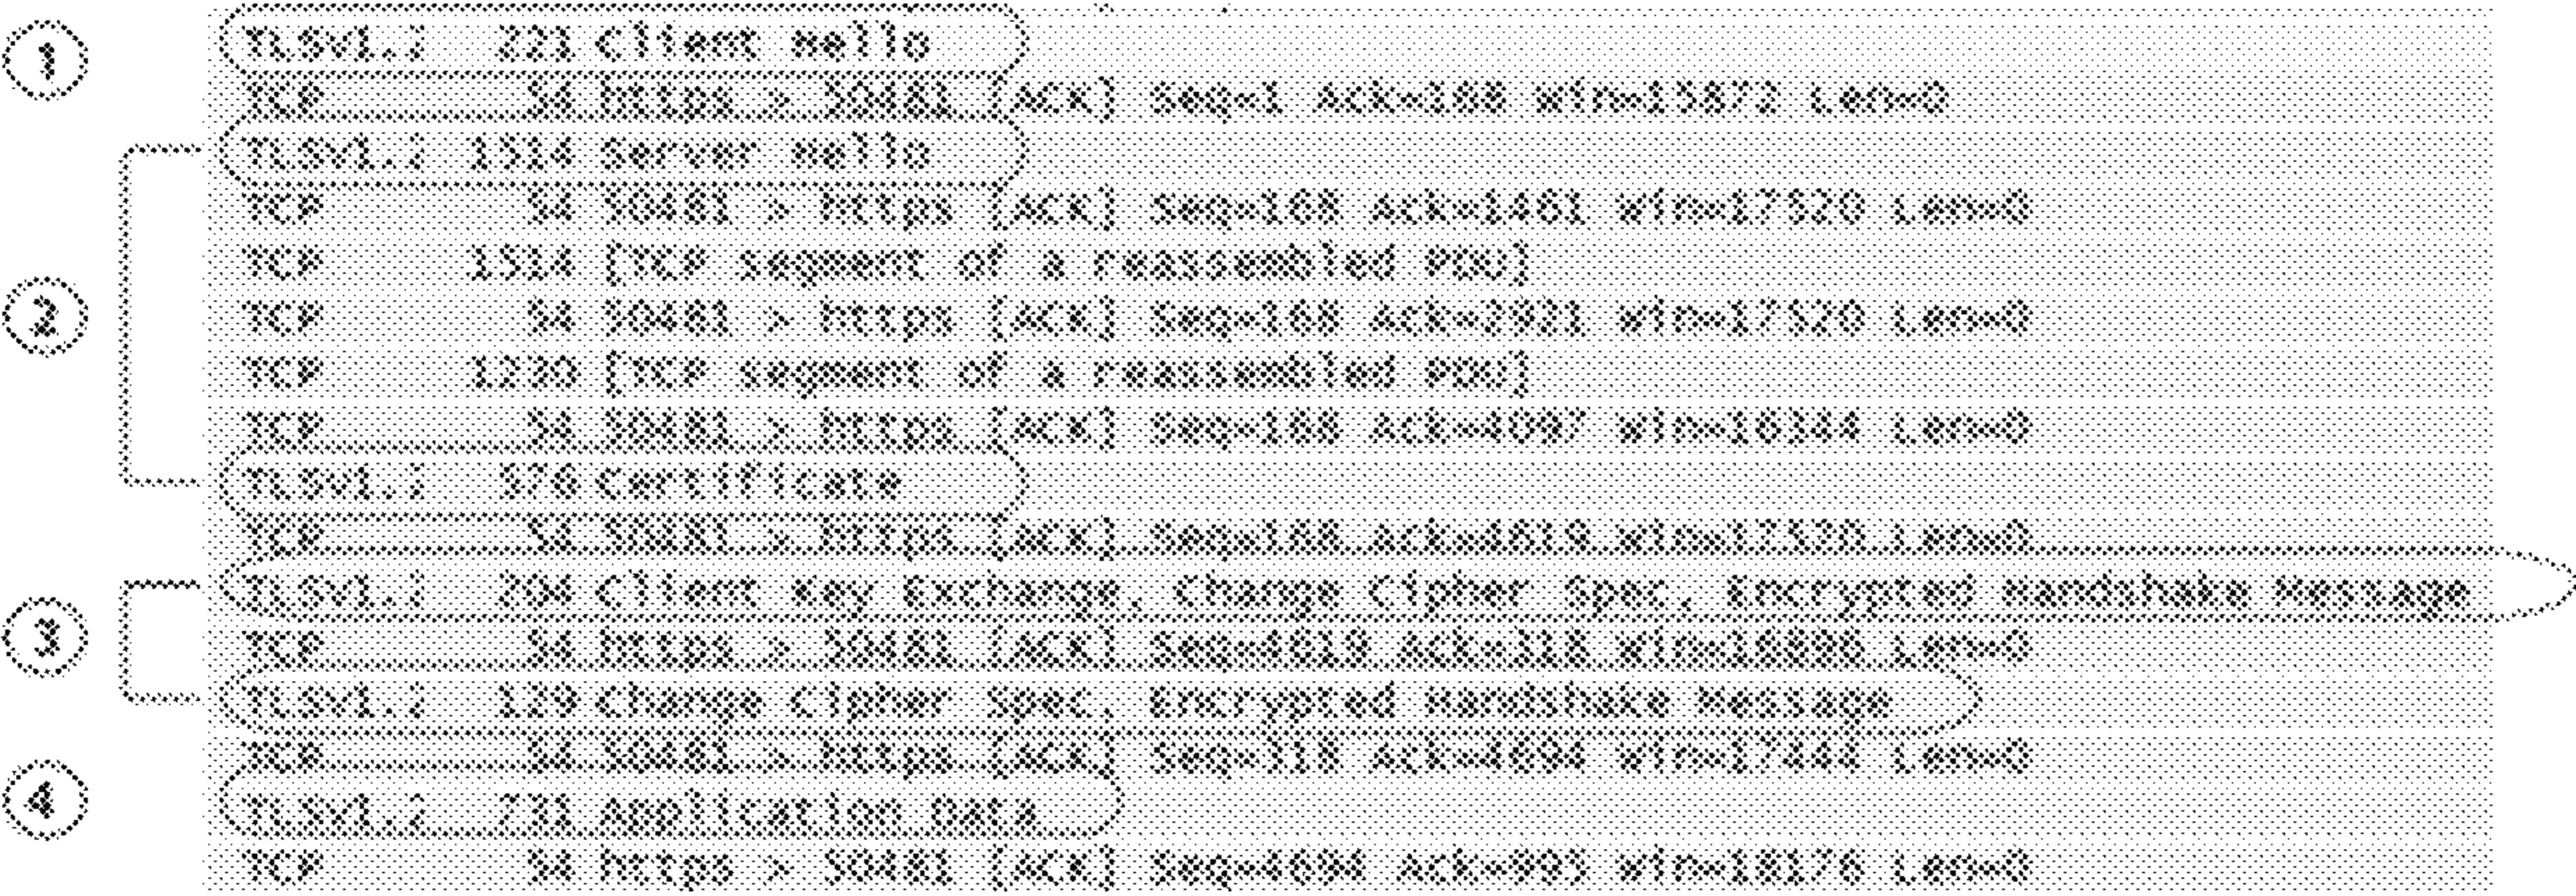 1
TLSv1.2 221 Client Hello
TCP 54 https > 50481 [ACK] Seq=1 Ack=168 Win=15872 Len=0
TLSv1.2 1514 Server Hello
TCP 54 50481 > https [ACK] Seq=168 Ack=1461 Win=17520 Len=0
TCP 1514 [TCP segment of a reassembled PDU]
2
TCP 54 50481 > https [ACK] Seq=168 Ack=2921 Win=17520 Len=0
TCP 1230 [TCP segment of a reassembled PDU]
TCP 54 50481 > https [ACK] Seq=168 Ack=4097 Win=16344 Len=0
TLSv1.2 576 Certificate
TCP 54 50481 > https [ACK] Seq=168 Ack=4619 Win=17520 Len=0
TLSv1.2 204 Client Key Exchange, Change Cipher Spec, Encrypted Handshake Message
3
TCP 54 https > 50481 [ACK] Seq=4619 Ack=318 Win=16896 Len=0
TLSv1.2 129 Change Cipher Spec, Encrypted Handshake Message
TCP 54 50481 > https [ACK] Seq=318 Ack=4694 Win=17444 Len=0
4
TLSv1.2 731 Application Data
TCP 54 https > 50481 [ACK] Seq=4694 Ack=995 Win=18176 Len=0